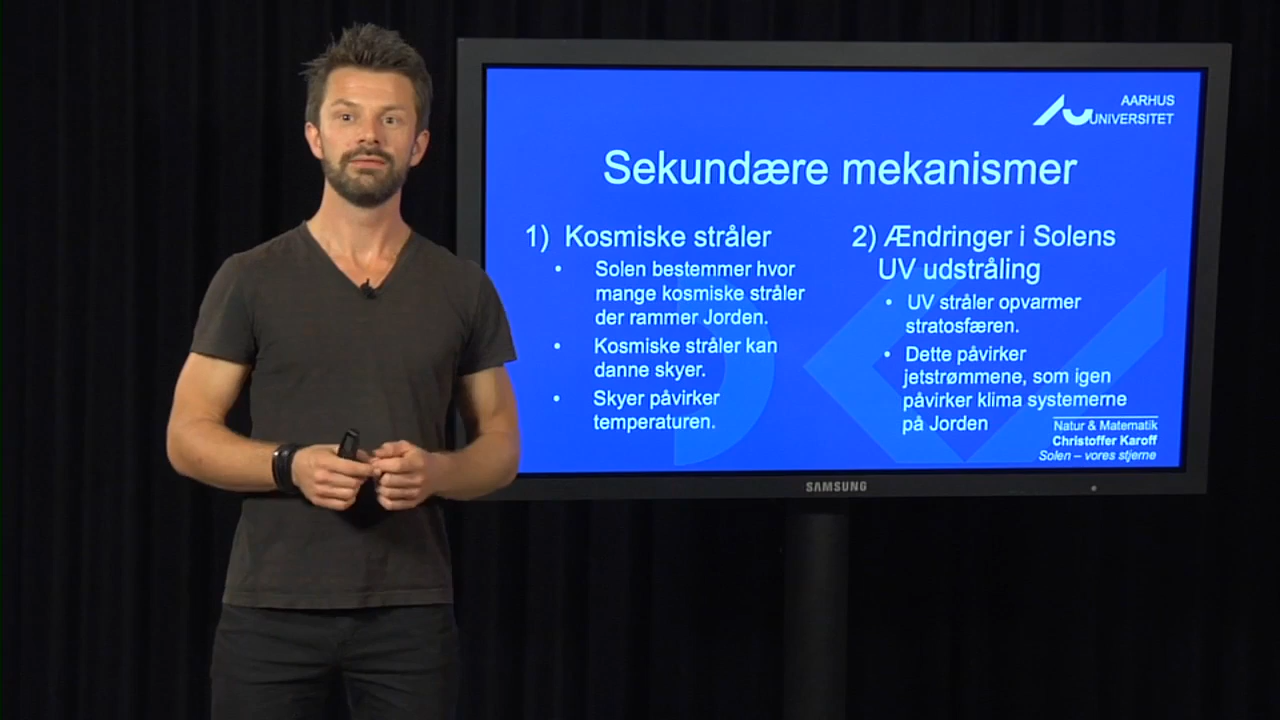 AARHUS
UNIVERSITET
Sekundære mekanismer
1) Kosmiske stråler
• Solen bestemmer hvor
mange kosmiske stråler
der rammer Jorden.
• Kosmiske stråler kan
danne skyer.
• Skyer påvirker
temperaturen.
2) Ændringer i Solens
UV udstråling
• UV stråler opvarmer
stratosfæren.
• Dette påvirker
jetstrømmene, som igen
påvirker klima systemerne
på Jorden
Natur & Matematik
Christoffer Karoff
Solen – vores stjerne
SAMSUNG